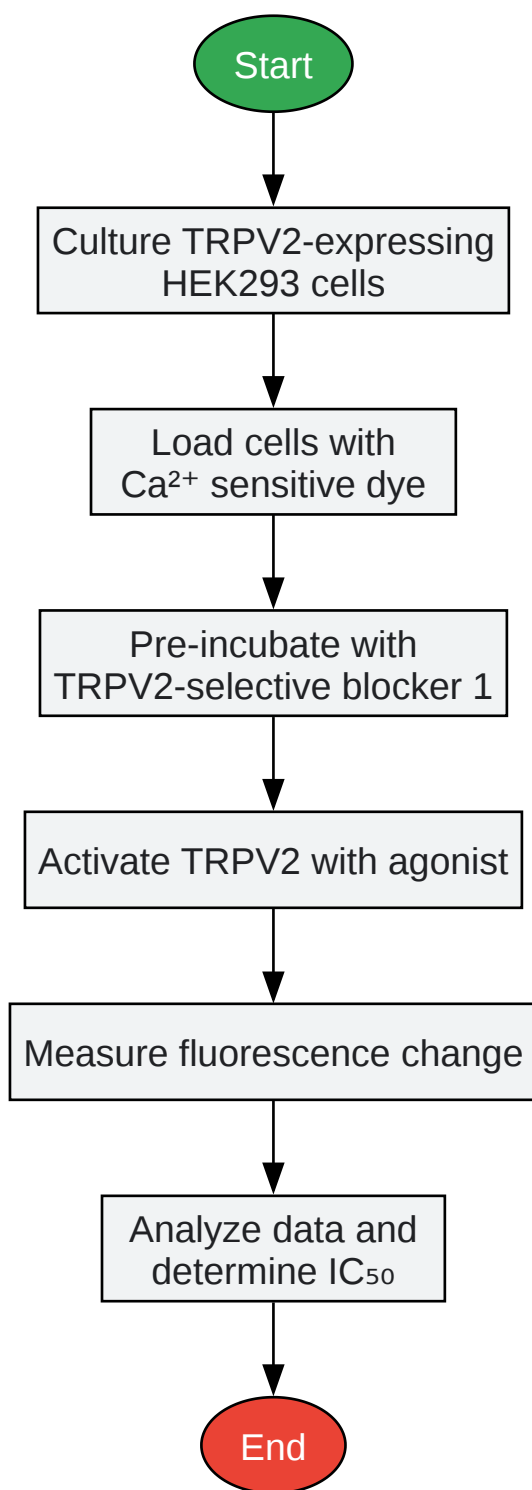 Start
Culture TRPV2-expressing
HEK293 cells
Load cells with
Ca²⁺ sensitive dye
Pre-incubate with
TRPV2-selective blocker 1
Activate TRPV2 with agonist
Measure fluorescence change
Analyze data and
determine IC₅₀
End